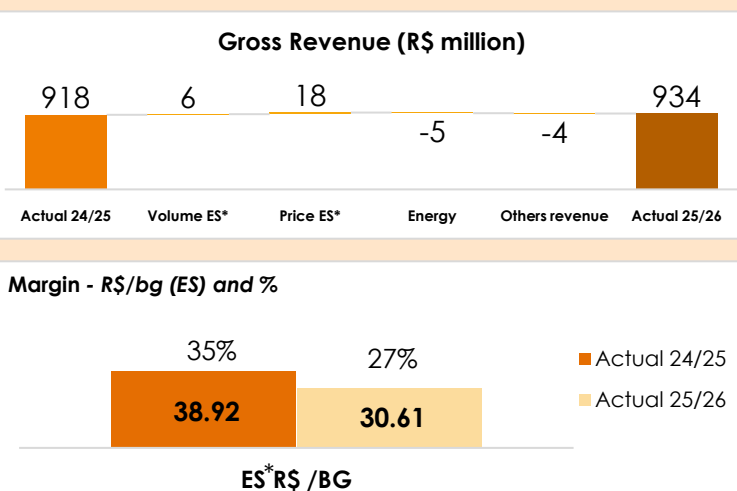 Gross Revenue (R$ million)
918 6 18 -5 -4 934
Actual 24/25 Volume ES* Price ES* Energy Others revenue Actual 25/26
Margin - R$/bg (ES) and %
35% 27%
38.92 30.61
Actual 24/25
Actual 25/26
ES*R$ /BG